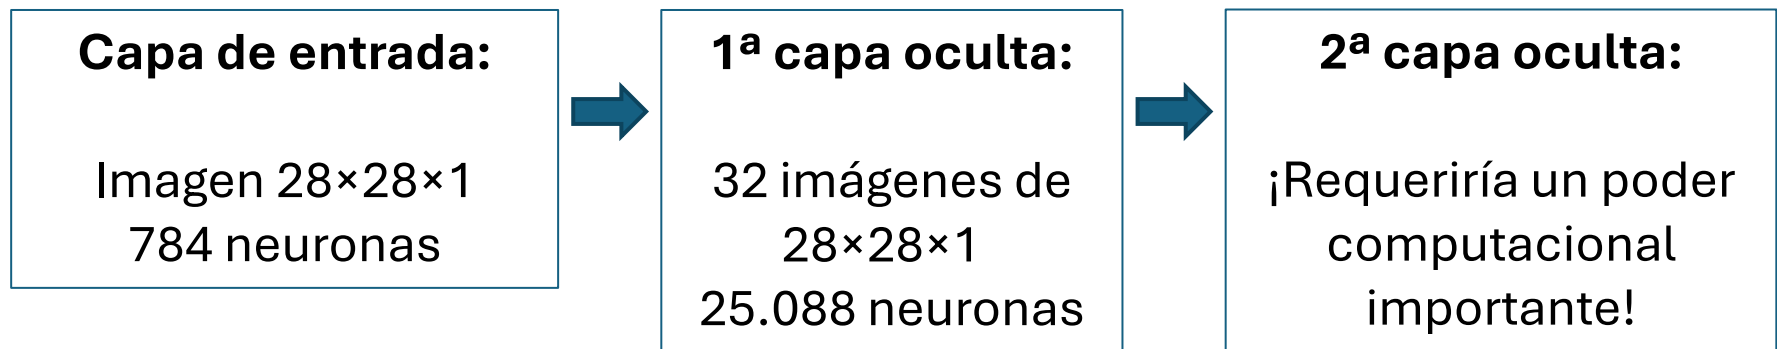 Capa de entrada:
Imagen 28×28×1
784 neuronas
1ª capa oculta:
32 imágenes de
28×28×1
25.088 neuronas
2ª capa oculta:
¡Requeriría un poder
computacional
importante!